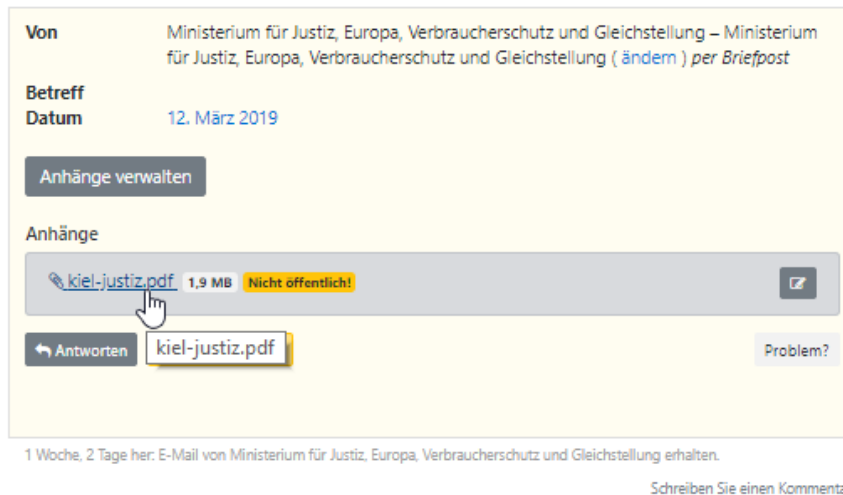 Von Ministerium für Justiz, Europa, Verbraucherschutz und Gleichstellung – Ministerium
für Justiz, Europa, Verbraucherschutz und Gleichstellung ( ändern ) per Briefpost
Betreff
Datum 12. März 2019
Anhänge verwalten
Anhänge
kiel-justiz.pdf 1,9 MB Nicht öffentlich!
Antworten kiel-justiz.pdf Problem?
1 Woche, 2 Tage her: E-Mail von Ministerium für Justiz, Europa, Verbraucherschutz und Gleichstellung erhalten.
Schreiben Sie einen Kommenta